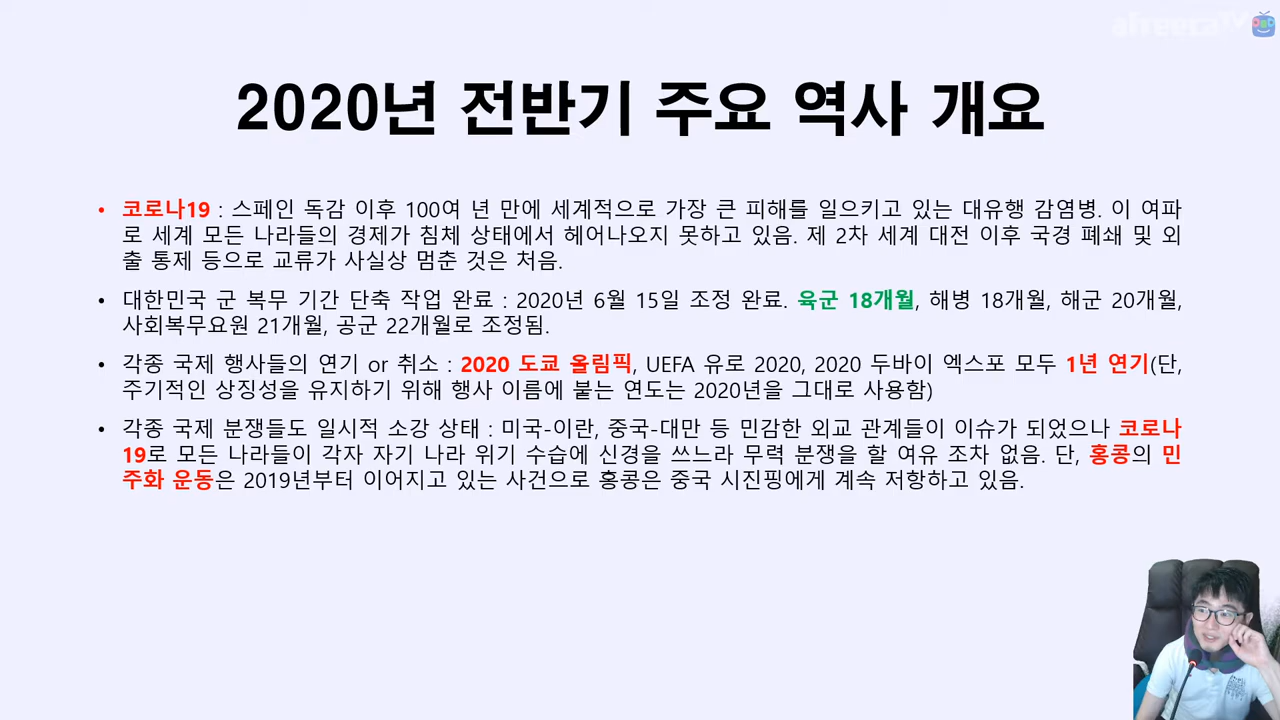 afreecaTV
2020년 전반기 주요 역사 개요
• 코로나19 : 스페인 독감 이후 100여 년 만에 세계적으로 가장 큰 피해를 일으키고 있는 대유행 감염병. 이 여파
로 세계 모든 나라들의 경제가 침체 상태에서 헤어나오지 못하고 있음. 제 2차 세계 대전 이후 국경 폐쇄 및 외
출 통제 등으로 교류가 사실상 멈춘 것은 처음.
• 대한민국 군 복무 기간 단축 작업 완료 : 2020년 6월 15일 조정 완료. 육군 18개월, 해병 18개월, 해군 20개월,
사회복무요원 21개월, 공군 22개월로 조정됨.
• 각종 국제 행사들의 연기 or 취소 : 2020 도쿄 올림픽, UEFA 유로 2020, 2020 두바이 엑스포 모두 1년 연기(단,
주기적인 상징성을 유지하기 위해 행사 이름에 붙는 연도는 2020년을 그대로 사용함)
• 각종 국제 분쟁들도 일시적 소강 상태 : 미국-이란, 중국-대만 등 민감한 외교 관계들이 이슈가 되었으나 코로나
19로 모든 나라들이 각자 자기 나라 위기 수습에 신경을 쓰느라 무력 분쟁을 할 여유 조차 없음. 단, 홍콩의 민
주화 운동은 2019년부터 이어지고 있는 사건으로 홍콩은 중국 시진핑에게 계속 저항하고 있음.